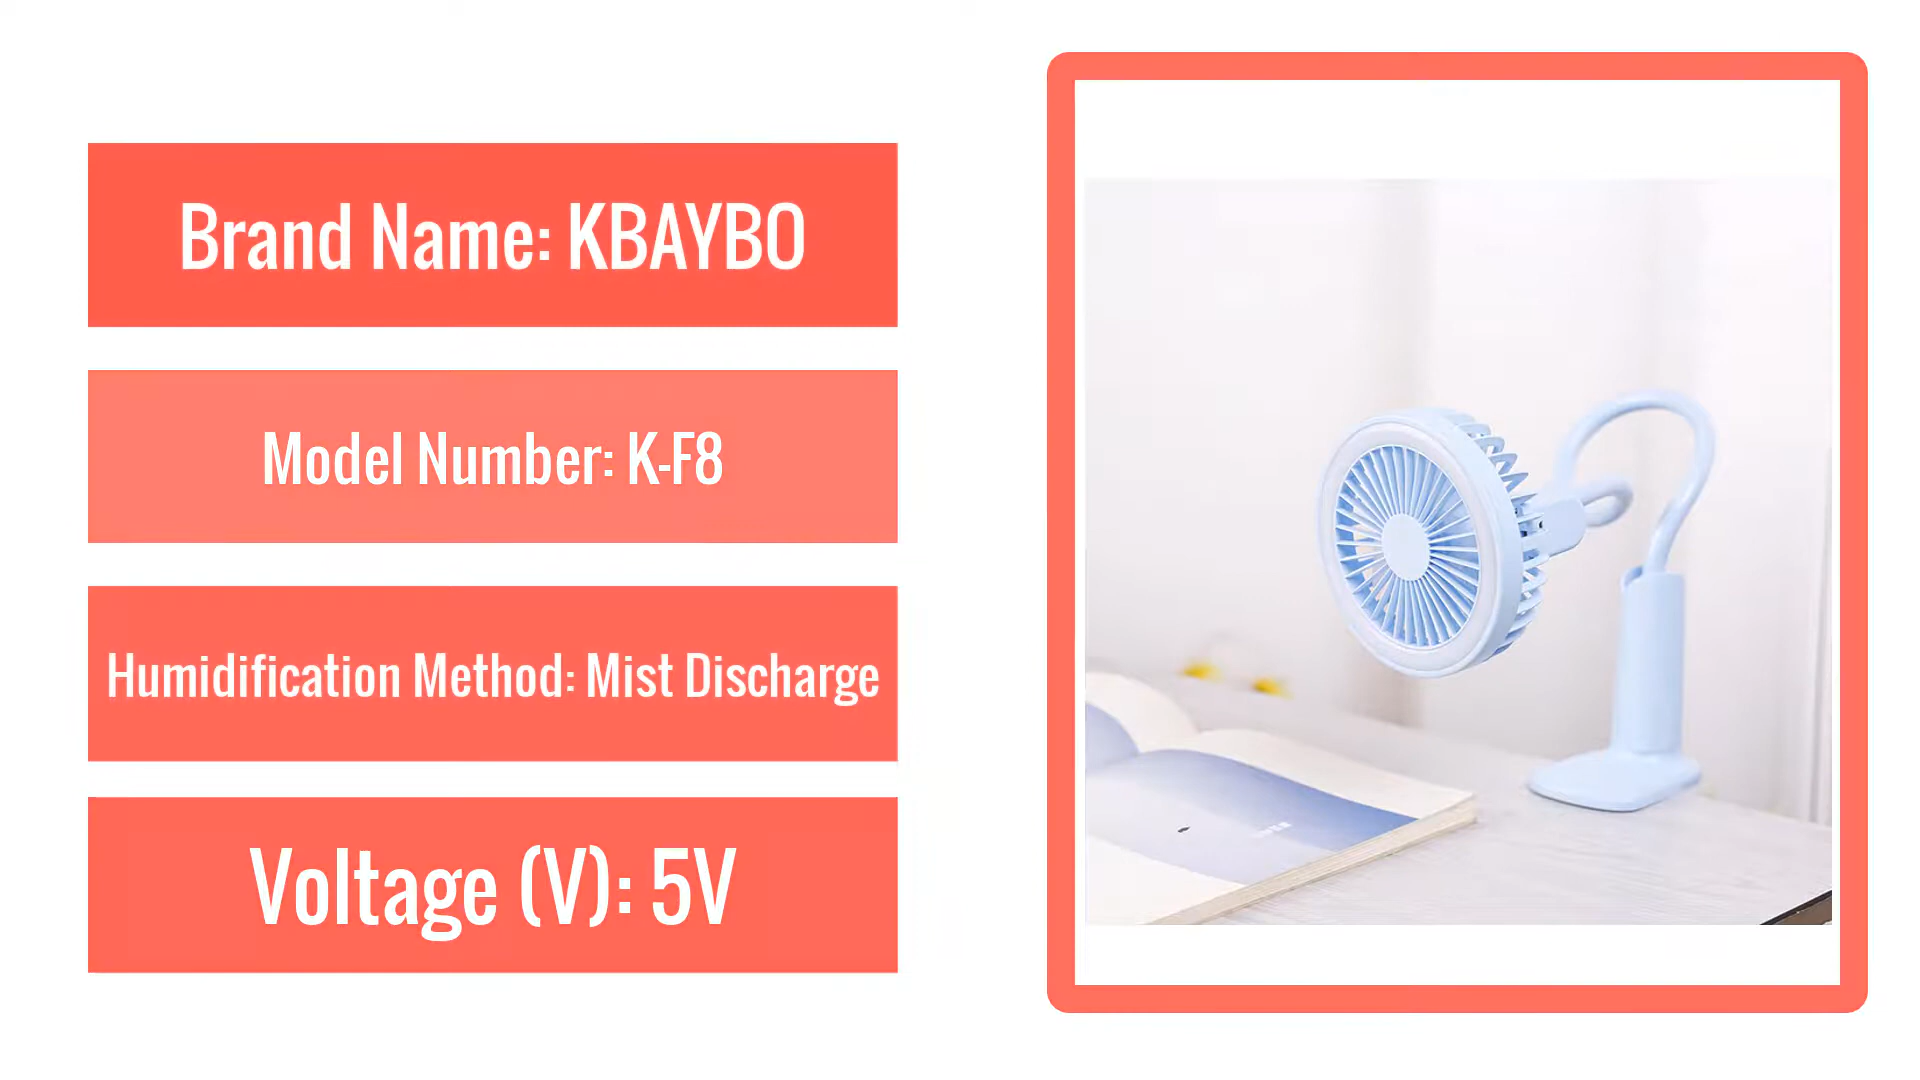 Brand Name: KBAYBO
Model Number: K-F8
Humidification Method: Mist Discharge
Voltage (V): 5V